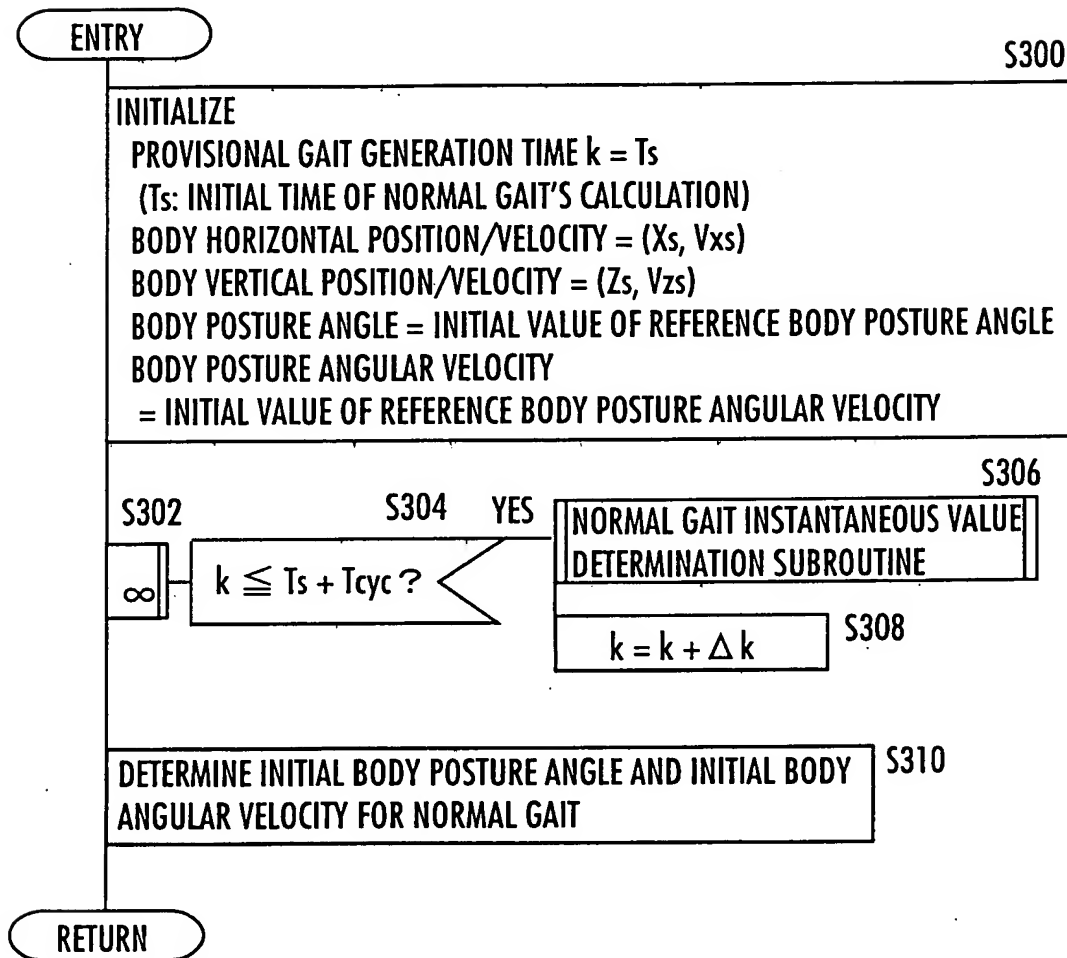 ENTRY
S300
INITIALIZE
PROVISIONAL GAIT GENERATION TIME k = Ts
(Ts: INITIAL TIME OF NORMAL GAIT'S CALCULATION)
BODY HORIZONTAL POSITION/VELOCITY = (Xs, Vxs)
BODY VERTICAL POSITION/VELOCITY = (Zs, Vzs)
BODY POSTURE ANGLE = INITIAL VALUE OF REFERENCE BODY POSTURE ANGLE
BODY POSTURE ANGULAR VELOCITY
= INITIAL VALUE OF REFERENCE BODY POSTURE ANGULAR VELOCITY
S302
∞
S304
k ≦ Ts + Tcyc ?
YES
S306
NORMAL GAIT INSTANTANEOUS VALUE
DETERMINATION SUBROUTINE
S308
k = k + Δ k
DETERMINE INITIAL BODY POSTURE ANGLE AND INITIAL BODY
ANGULAR VELOCITY FOR NORMAL GAIT
S310
RETURN